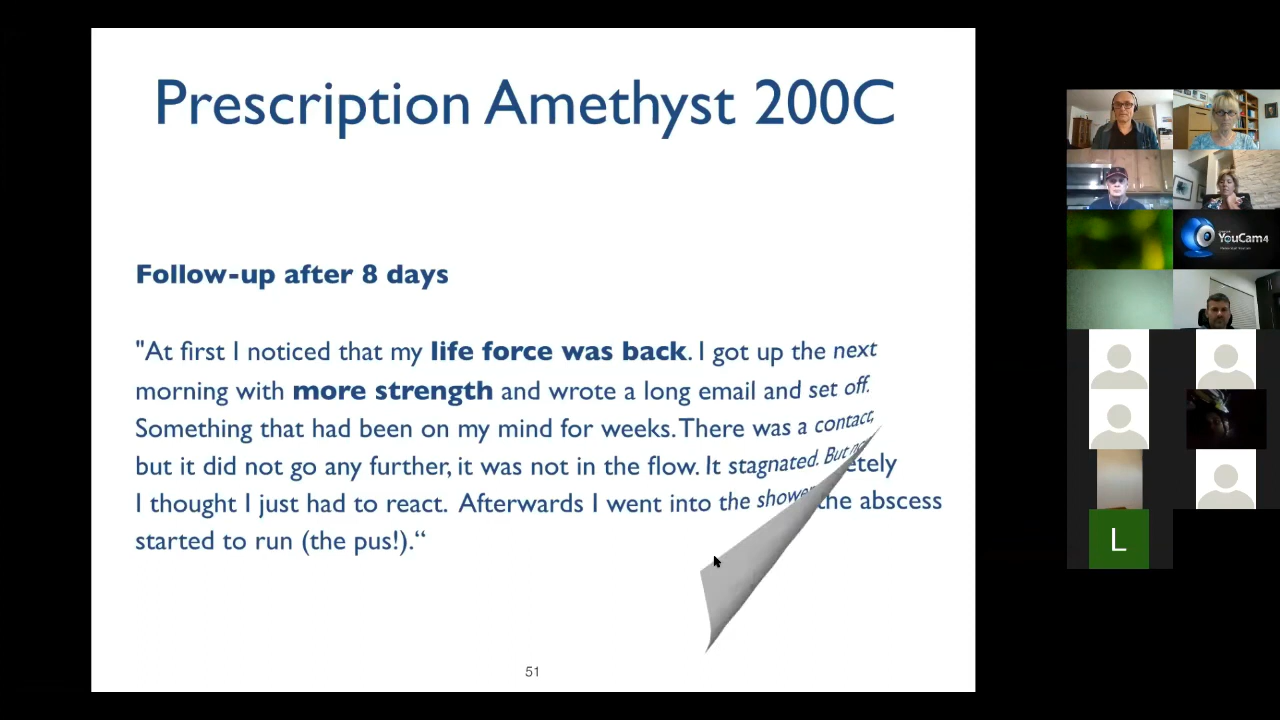 Prescription Amethyst 200C
Follow-up after 8 days
"At first I noticed that my life force was back. I got up the next
morning with more strength and wrote a long email and set off.
Something that had been on my mind for weeks. There was a contact,
but it did not go any further, it was not in the flow. It stagnated. But etely
I thought I just had to react. Afterwards I went into the shower the abscess
started to run (the pus!).“
51
YouCam4
L